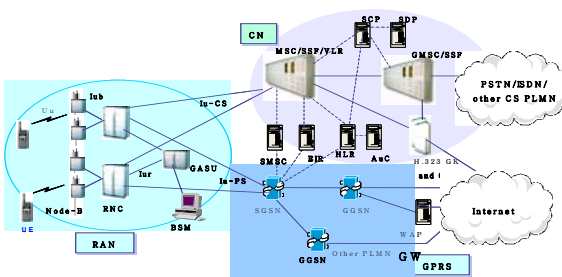 SCP SDP
CN
MSC/SSF/VLR
GMSC/SSF
PSTN/ISDN/
other CS PLMN
Iub
Uu
Iu-CS
GASU
Iur
RNC
Node-B
UE
BSM
RAN
SMSC
EIR
HLR
AuC
H.323 GK
Iu-PS
SGSN
GGSN
and
Internet
WAP
GGSN
Other PLMN
GW
GPRS